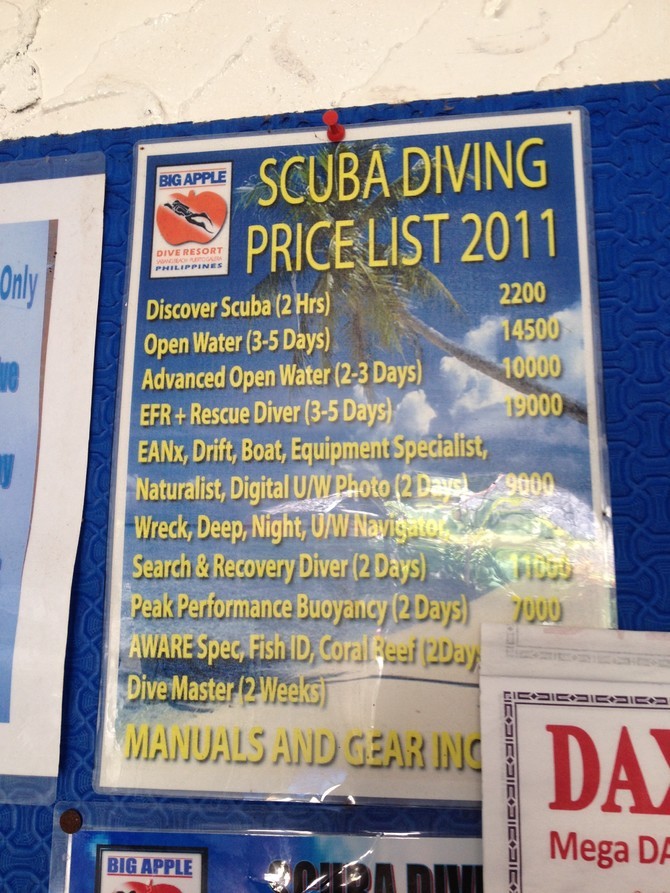 Only
BIG APPLE
DIVE RESORT
PHILIPPINES
SCUBA DIVING
PRICE LIST 2011
Discover Scuba (2 Hrs) 2200
Open Water (3-5 Days) 14500
Advanced Open Water (2-3 Days) 10000
EFR + Rescue Diver (3-5 Days) 19000
EANx, Drift, Boat, Equipment Specialist,
Naturalist, Digital U/W Photo (2 Days) 9000
Wreck, Deep, Night, U/W Navigator,
Search & Recovery Diver (2 Days) 11000
Peak Performance Buoyancy (2 Days) 7000
AWARE Spec, Fish ID, Coral Reef (2Days
Dive Master (2 Weeks)
MANUALS AND GEAR INC
DAX
Mega DA
BIG APPLE
SCUBA DIVI